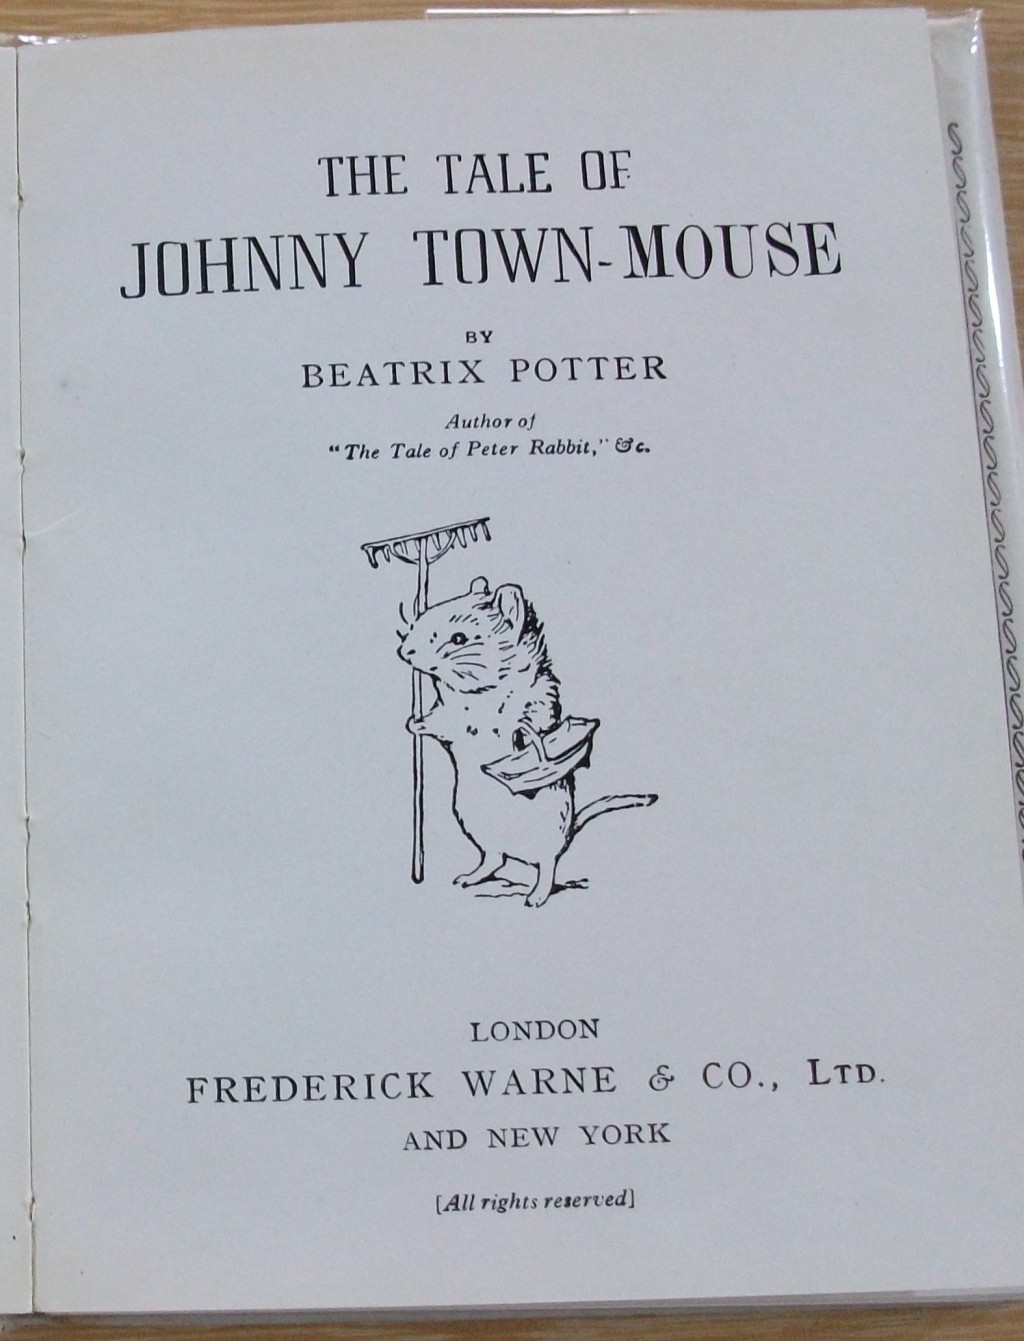 THE TALE OF
JOHNNY TOWN-MOUSE
BY
BEATRIX POTTER
Author of
"The Tale of Peter Rabbit," &c.
LONDON
FREDERICK WARNE & CO., LTD.
AND NEW YORK
[All rights reserved]